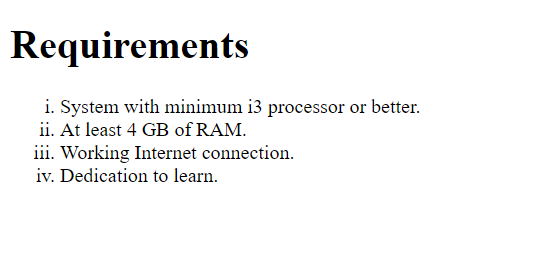 Requirements
i. System with minimum i3 processor or better.
ii. At least 4 GB of RAM.
iii. Working Internet connection.
iv. Dedication to learn.